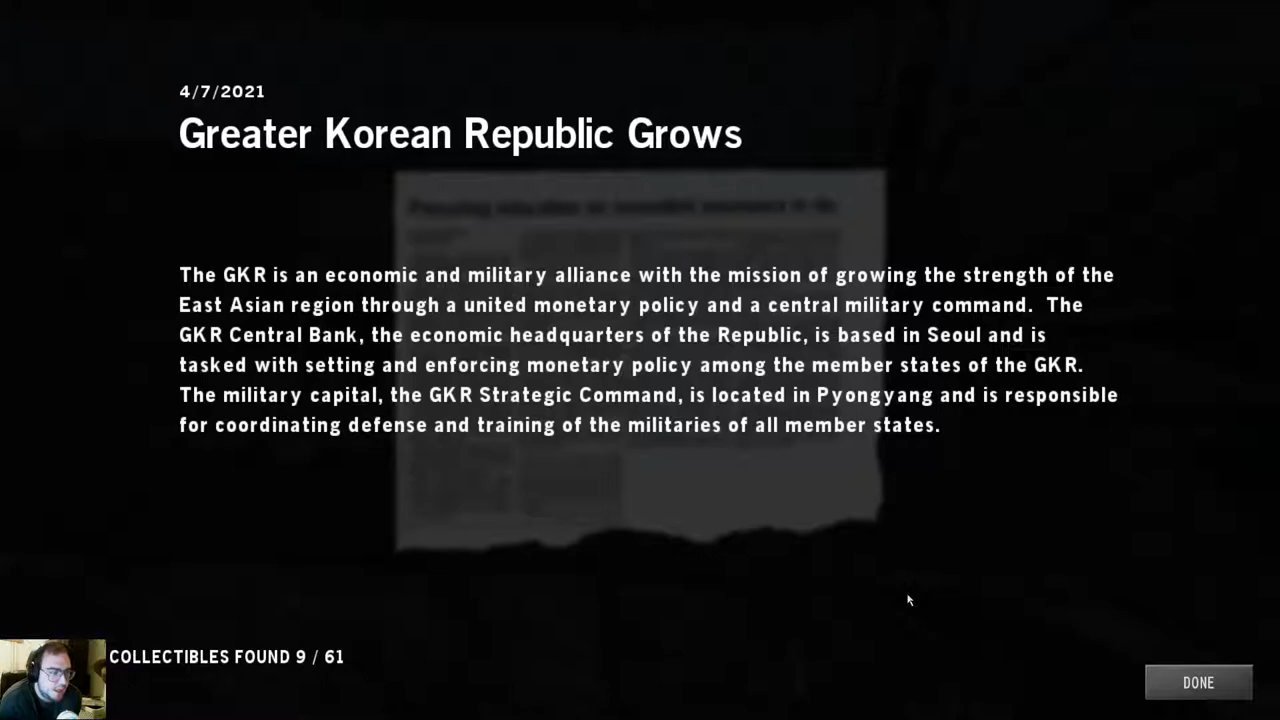 4/7/2021
Greater Korean Republic Grows
The GKR is an economic and military alliance with the mission of growing the strength of the
East Asian region through a united monetary policy and a central military command.  The
GKR Central Bank, the economic headquarters of the Republic, is based in Seoul and is
tasked with setting and enforcing monetary policy among the member states of the GKR.
The military capital, the GKR Strategic Command, is located in Pyongyang and is responsible
for coordinating defense and training of the militaries of all member states.
COLLECTIBLES FOUND 9 / 61
DONE